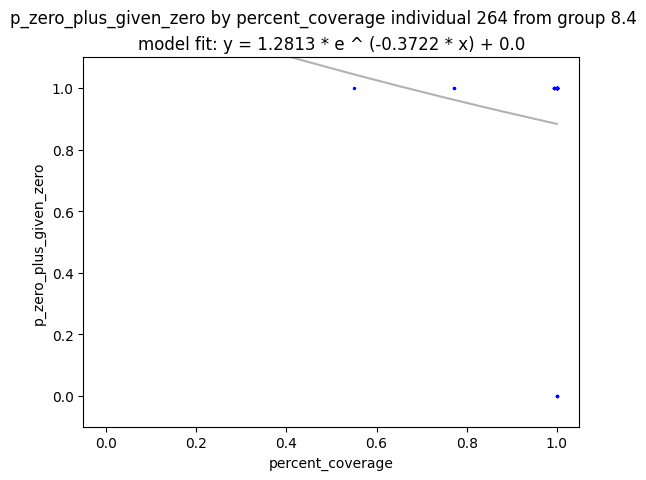 p_zero_plus_given_zero by percent_coverage individual 264 from group 8.4
model fit: y = 1.2813 * e ^ (-0.3722 * x) + 0.0
1.0
0.8
0.6
0.4
0.2
0.0
p_zero_plus_given_zero
0.0 0.2 0.4 0.6 0.8 1.0
percent_coverage